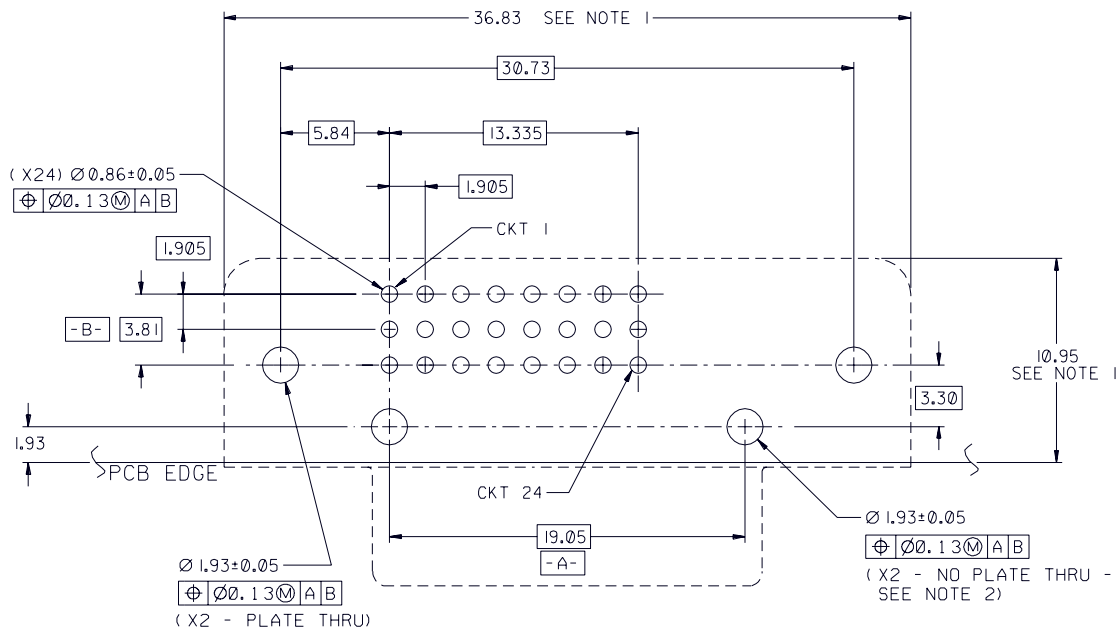 36.83 SEE NOTE 1
30.73
5.84
13.335
(X24) Ø0.86±0.05
⌖ Ø0.13Ⓜ A B
1.905
CKT 1
1.905
-B- 3.81
10.95
SEE NOTE 1
3.30
1.93
PCB EDGE
CKT 24
19.05
-A-
Ø1.93±0.05
⌖ Ø0.13Ⓜ A B
(X2 - NO PLATE THRU -
SEE NOTE 2)
Ø1.93±0.05
⌖ Ø0.13Ⓜ A B
(X2 - PLATE THRU)